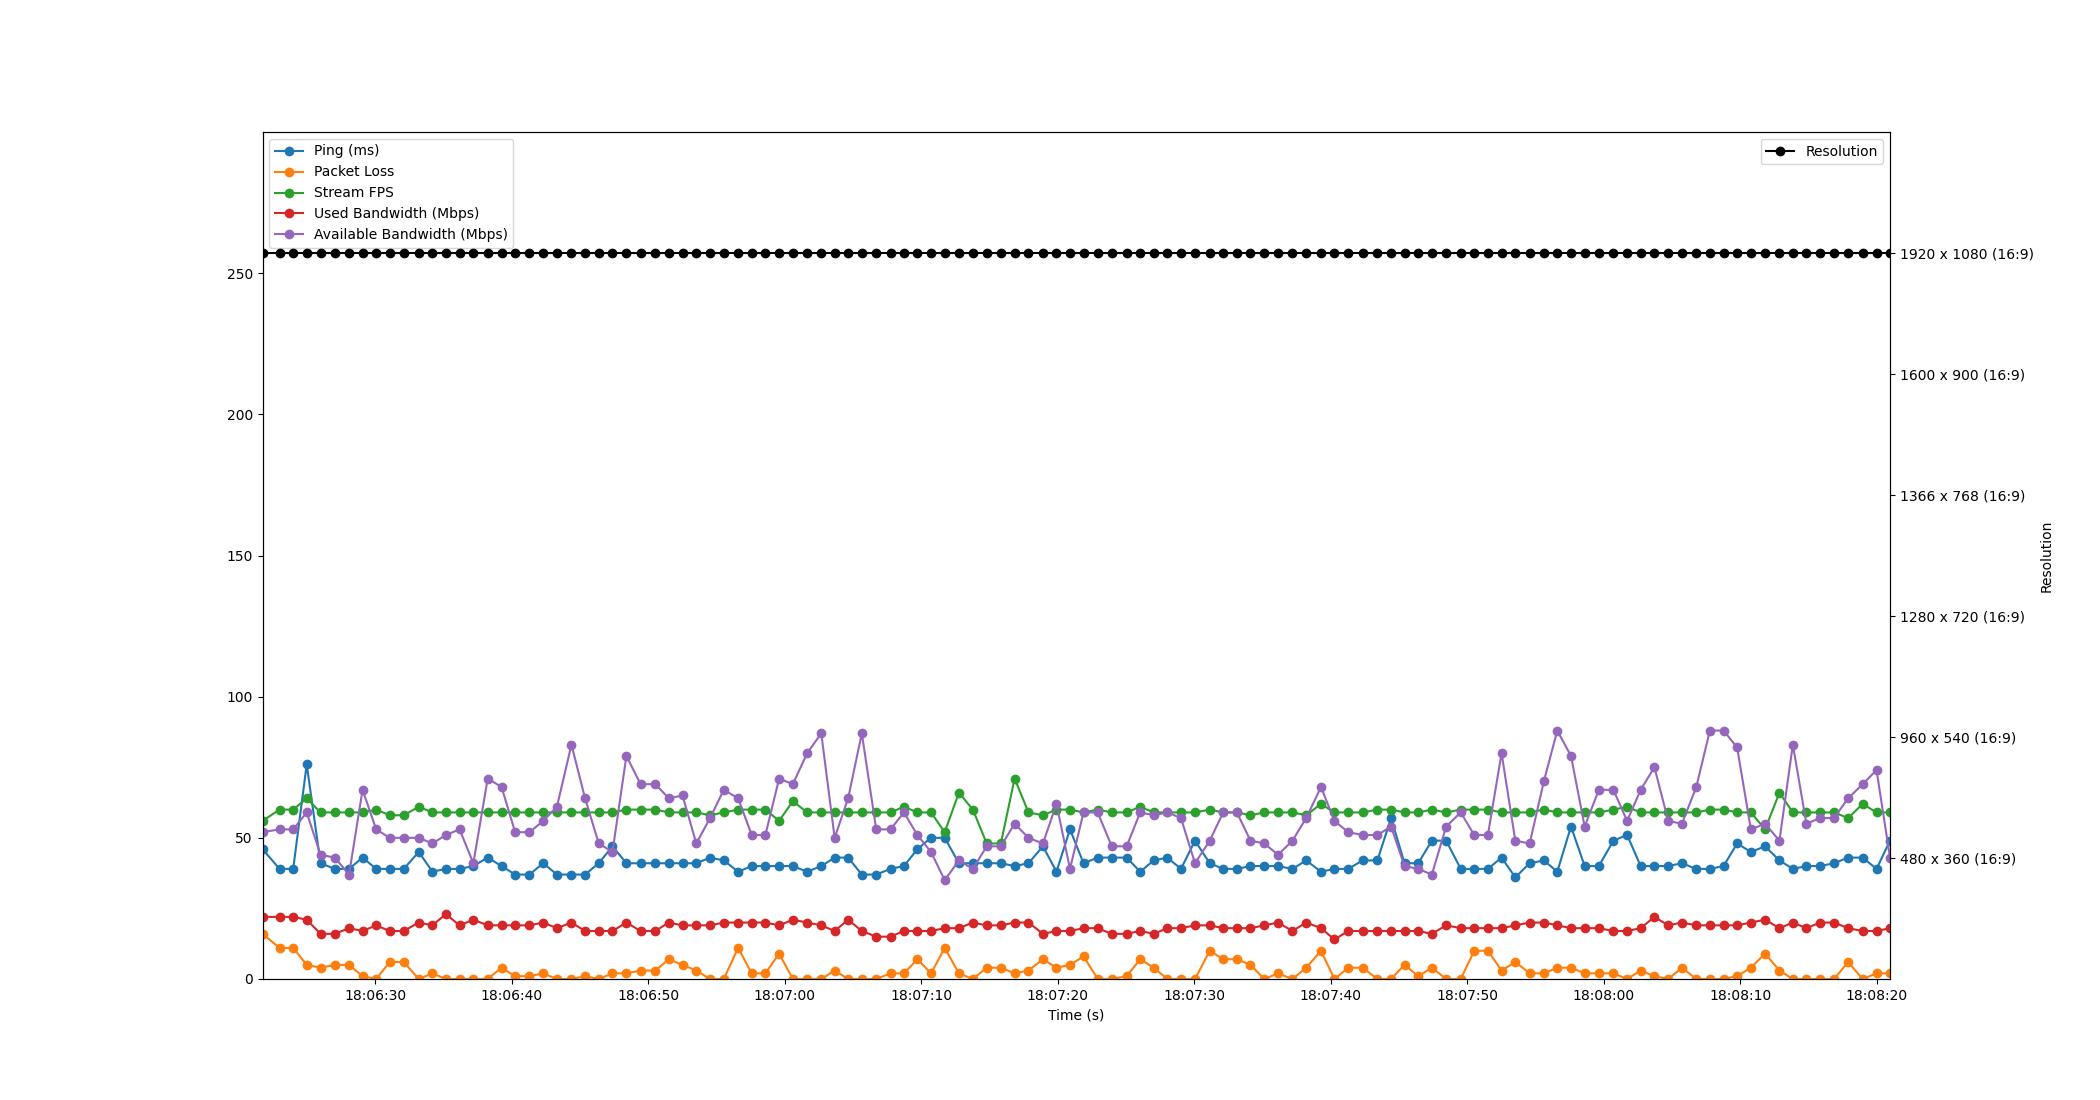 Ping (ms)
Packet Loss
Stream FPS
Used Bandwidth (Mbps)
Available Bandwidth (Mbps)
Resolution
250
200
150
100
50
0
1920 x 1080 (16:9)
1600 x 900 (16:9)
1366 x 768 (16:9)
1280 x 720 (16:9)
960 x 540 (16:9)
480 x 360 (16:9)
Resolution
18:06:30 18:06:40 18:06:50 18:07:00 18:07:10 18:07:20 18:07:30 18:07:40 18:07:50 18:08:00 18:08:10 18:08:20
Time (s)